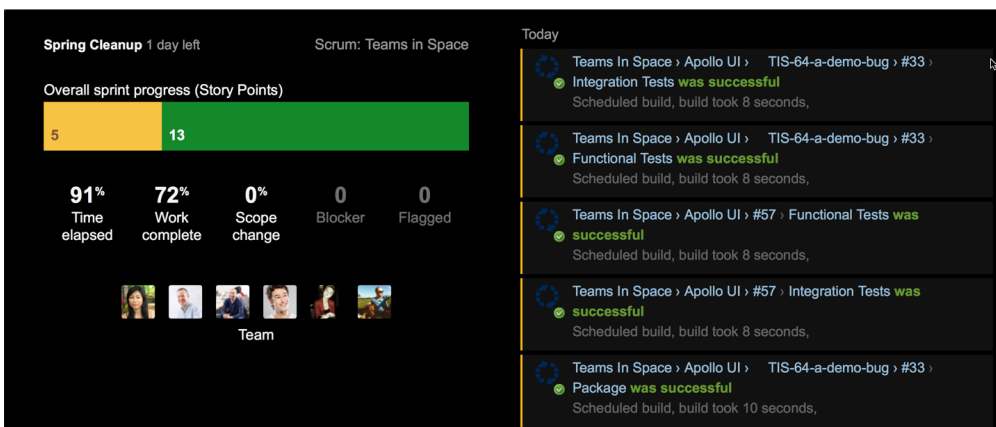 Spring Cleanup 1 day left
Scrum: Teams in Space
Overall sprint progress (Story Points)
5
13
91%
Time
elapsed
72%
Work
complete
0%
Scope
change
0
Blocker
0
Flagged
Team
Today
Teams In Space › Apollo UI › TIS-64-a-demo-bug › #33 ›
Integration Tests was successful
Scheduled build, build took 8 seconds,
Teams In Space › Apollo UI › TIS-64-a-demo-bug › #33 ›
Functional Tests was successful
Scheduled build, build took 8 seconds,
Teams In Space › Apollo UI › #57 › Functional Tests was
successful
Scheduled build, build took 8 seconds,
Teams In Space › Apollo UI › #57 › Integration Tests was
successful
Scheduled build, build took 8 seconds,
Teams In Space › Apollo UI › TIS-64-a-demo-bug › #33 ›
Package was successful
Scheduled build, build took 10 seconds,